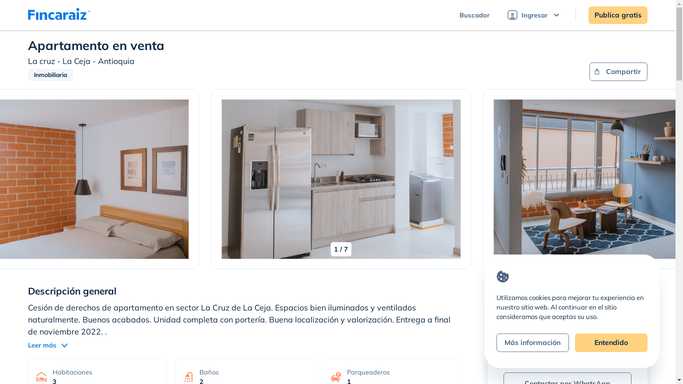 Fincaraiz
Buscador
Ingresar
Publica gratis
Apartamento en venta
La cruz - La Ceja - Antioquia
Inmobiliaria
Compartir
1 / 7
Descripción general
Cesión de derechos de apartamento en sector La Cruz de La Ceja. Espacios bien iluminados y ventilados
naturalmente. Buenos acabados. Unidad completa con portería. Buena localización y valorización. Entrega a final
de noviembre 2022. .
Leer más
Habitaciones
3
Baños
2
Parqueaderos
1
Utilizamos cookies para mejorar tu experiencia en
nuestro sitio web. Al continuar en el sitio
consideramos que aceptas su uso.
Más información
Entendido
Contactar por WhatsApp